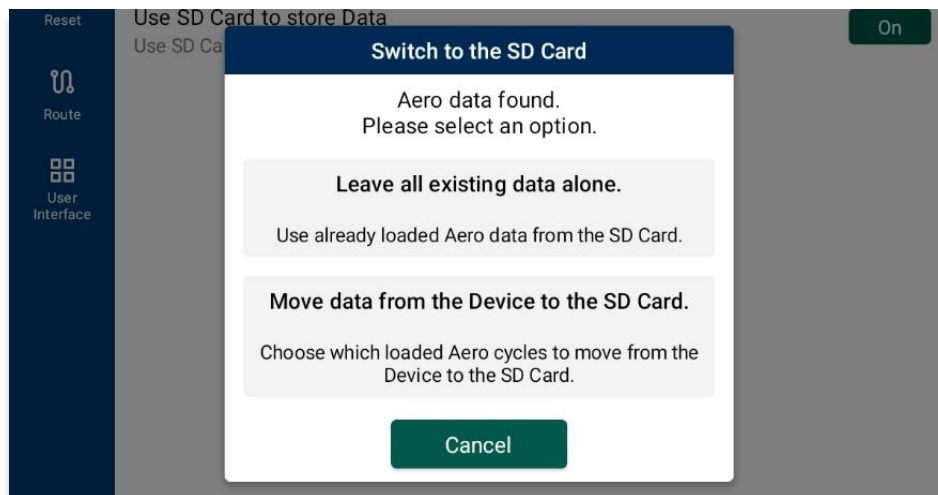 Reset
Route
User
Interface
Use SD Card to store Data
Use SD Ca
On
Switch to the SD Card
Aero data found.
Please select an option.
Leave all existing data alone.
Use already loaded Aero data from the SD Card.
Move data from the Device to the SD Card.
Choose which loaded Aero cycles to move from the
Device to the SD Card.
Cancel